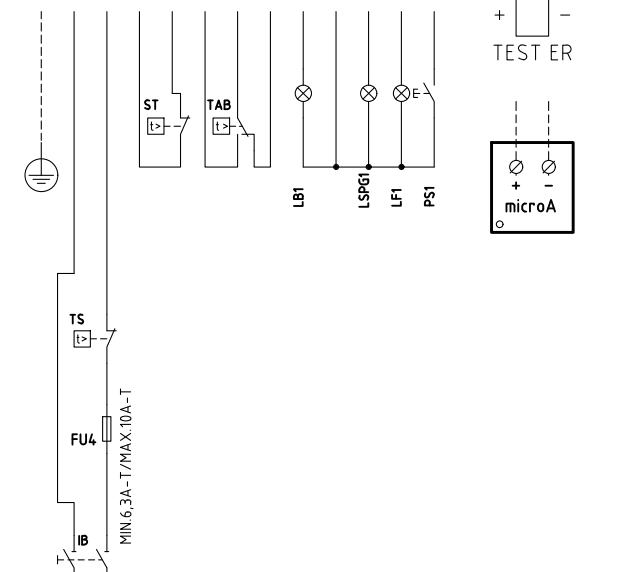 + −
TEST ER
ST
t>
TAB
t>
LB1
LSPG1
LF1
PS1
+ −
microA
TS
t>
FU4
MIN.6,3A-T/MAX.10A-T
IB